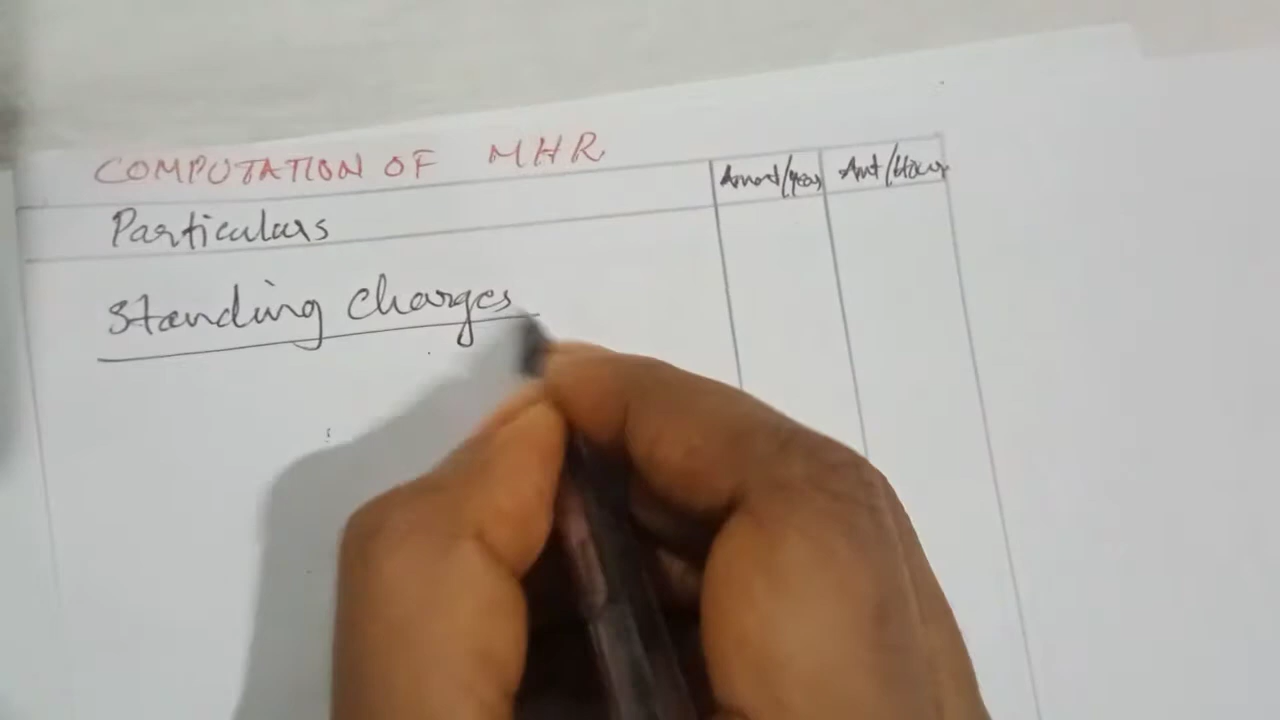 COMPUTATION OF MHR
Particulars Amount/year Amt/Hour
Standing charges